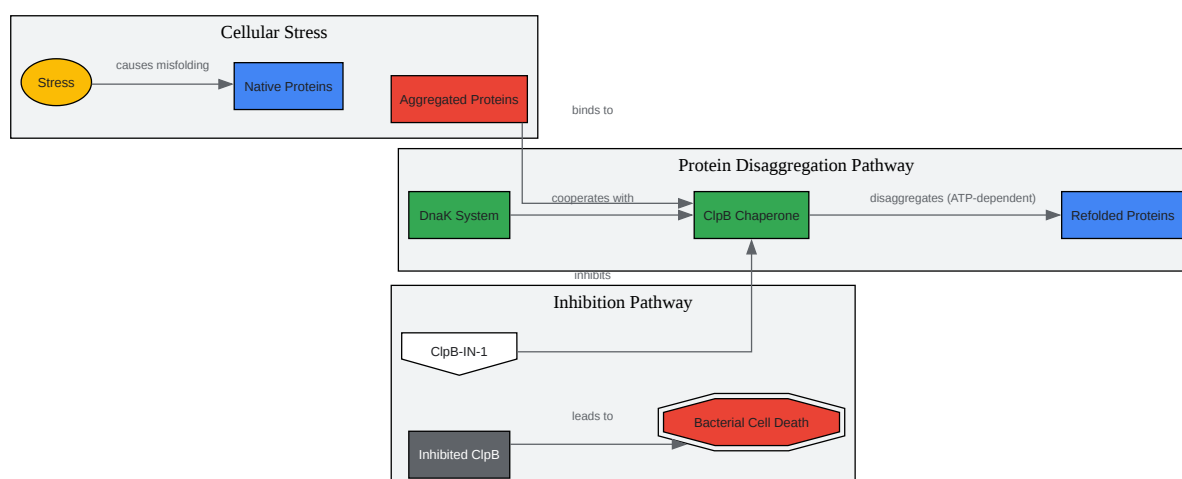 Cellular Stress
Stress
causes misfolding
Native Proteins
Aggregated Proteins
binds to
Protein Disaggregation Pathway
DnaK System
cooperates with
ClpB Chaperone
disaggregates (ATP-dependent)
Refolded Proteins
inhibits
Inhibition Pathway
ClpB-IN-1
leads to
Bacterial Cell Death
Inhibited ClpB